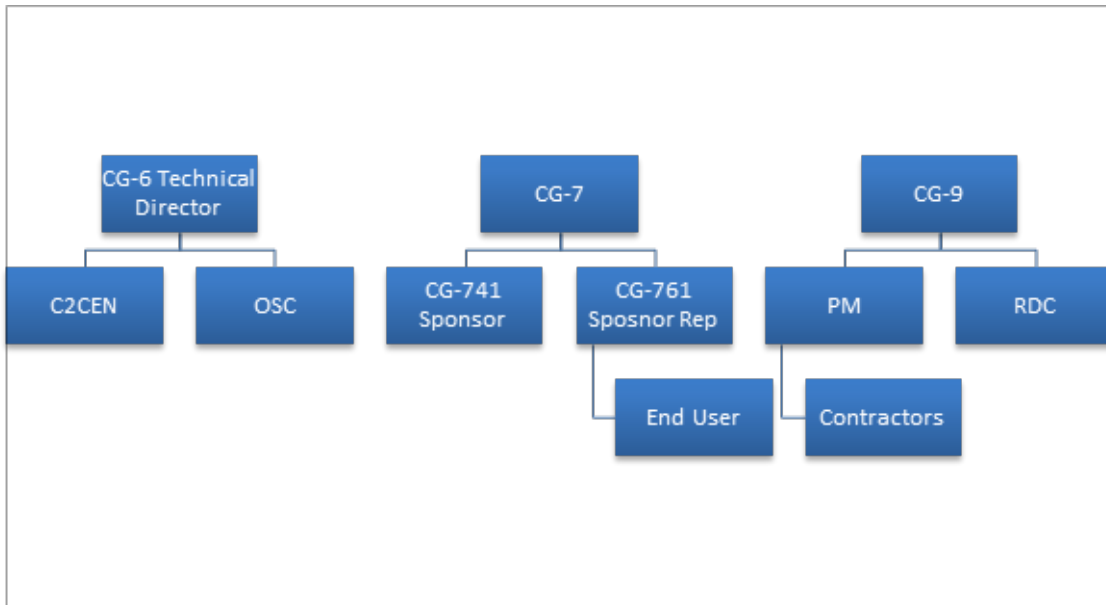 CG-6 Technical
Director
CG-7
CG-9
C2CEN
OSC
CG-741
Sponsor
CG-761
Sposnor Rep
PM
RDC
End User
Contractors